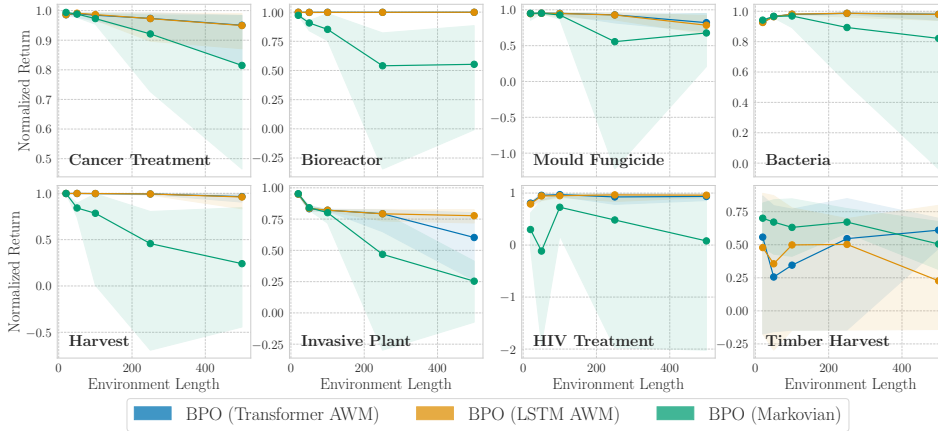 Normalized Return
1.0
0.9
0.8
0.7
0.6
0.5
Cancer Treatment
1.00
0.75
0.50
0.25
0.00
−0.25
Bioreactor
1.0
0.5
0.0
−0.5
−1.0
Mould Fungicide
1.0
0.8
0.6
0.4
0.2
0.0
Bacteria
Normalized Return
1.0
0.5
0.0
−0.5
Harvest
0 200 400
Environment Length
1.00
0.75
0.50
0.25
0.00
−0.25
Invasive Plant
0 200 400
Environment Length
1
0
−1
−2
HIV Treatment
0 200 400
Environment Length
0.75
0.50
0.25
0.00
−0.25
Timber Harvest
0 200 400
Environment Length
BPO (Transformer AWM) BPO (LSTM AWM) BPO (Markovian)